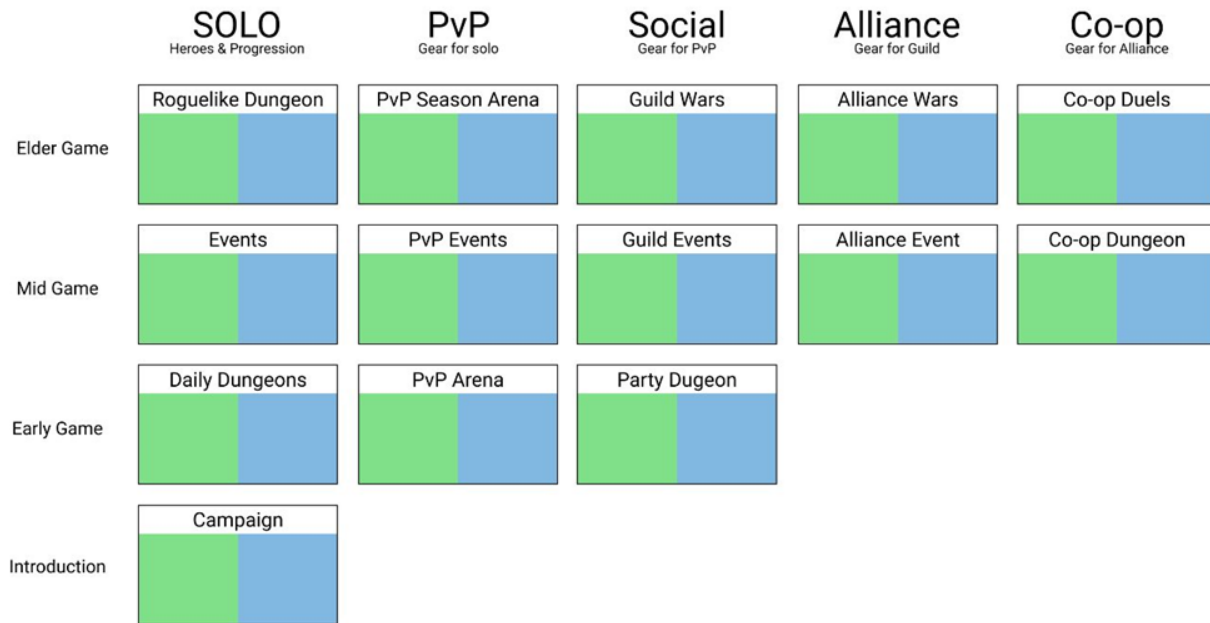 SOLO
Heroes & Progression
PvP
Gear for solo
Social
Gear for PvP
Alliance
Gear for Guild
Co-op
Gear for Alliance
Elder Game
Roguelike Dungeon
PvP Season Arena
Guild Wars
Alliance Wars
Co-op Duels
Mid Game
Events
PvP Events
Guild Events
Alliance Event
Co-op Dungeon
Early Game
Daily Dungeons
PvP Arena
Party Dugeon
Introduction
Campaign